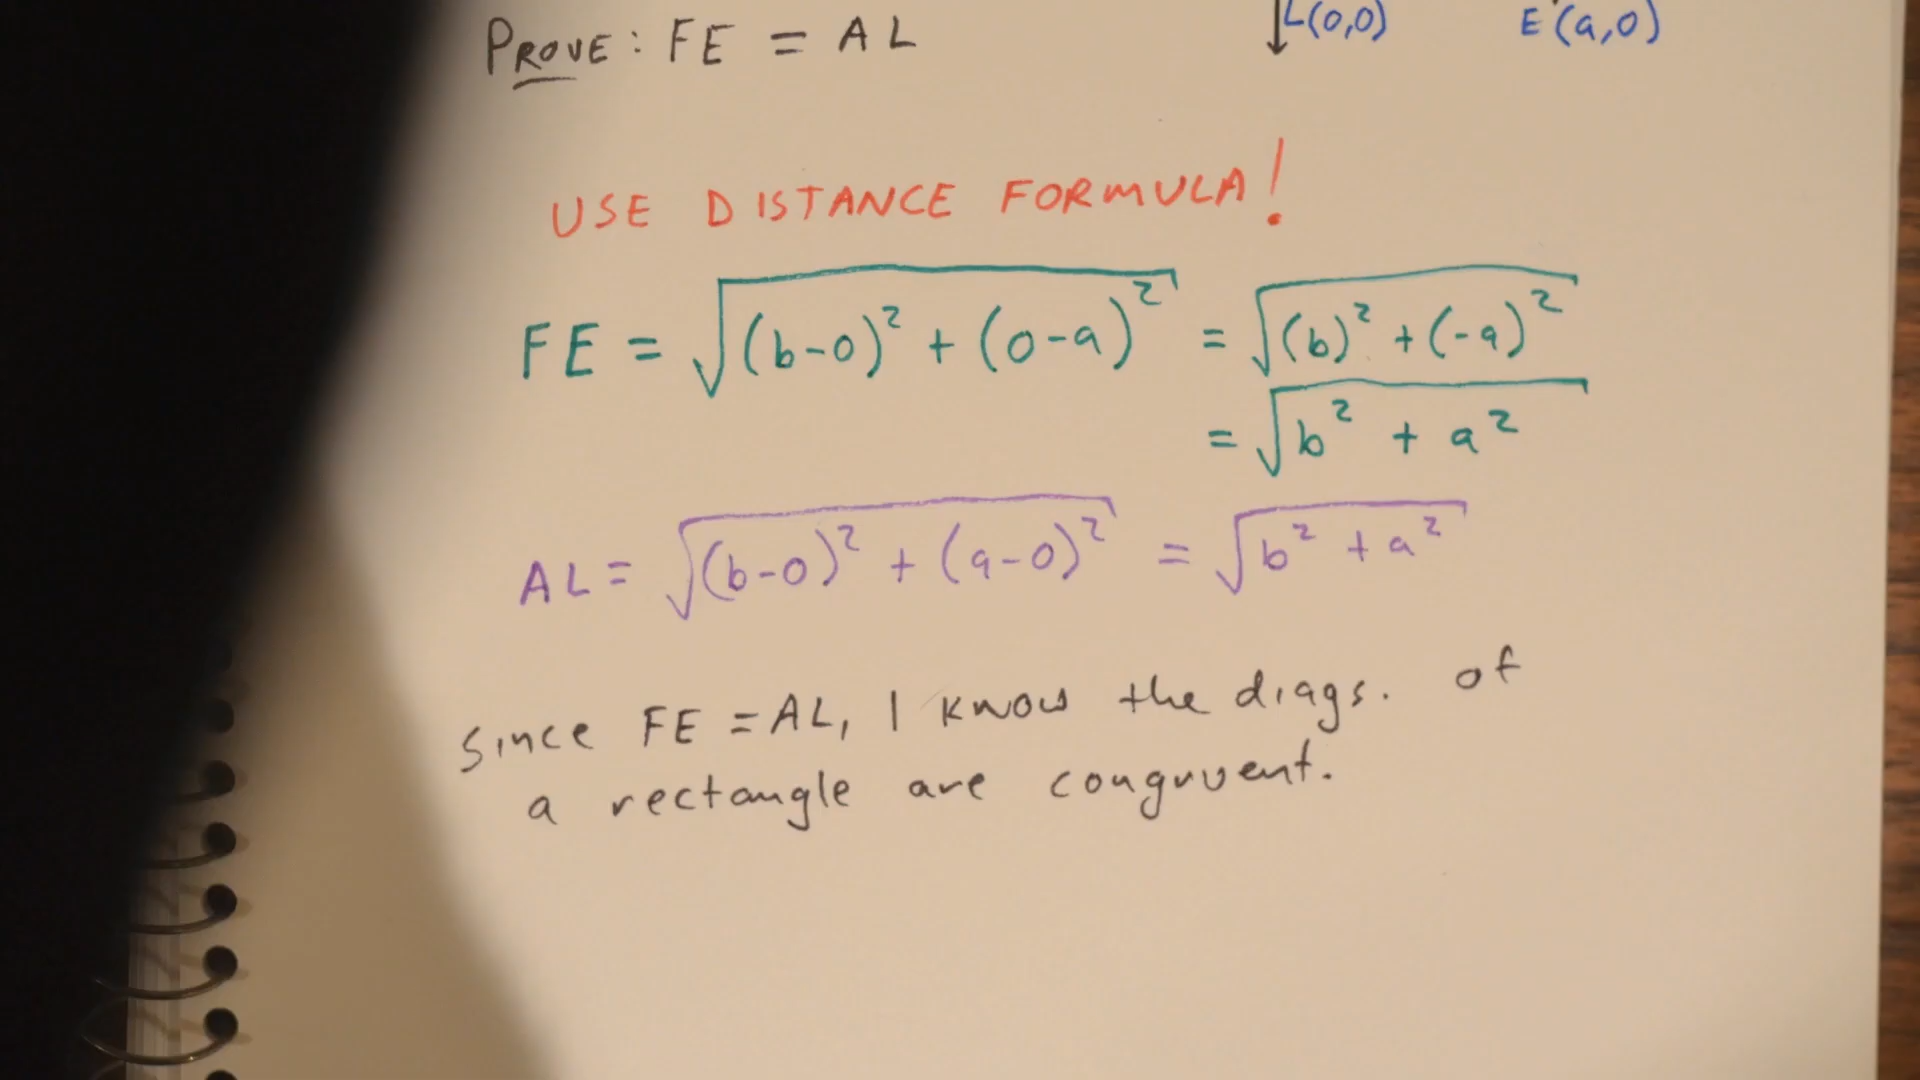 PROVE: FE = AL
L(0,0) E(a,0)
USE DISTANCE FORMULA!
FE = √(b-0)² + (0-a)² = √(b)² + (-a)²
= √b² + a²
AL = √(b-0)² + (a-0)² = √b² + a²
Since FE = AL, I know the diags. of
a rectangle are congruent.